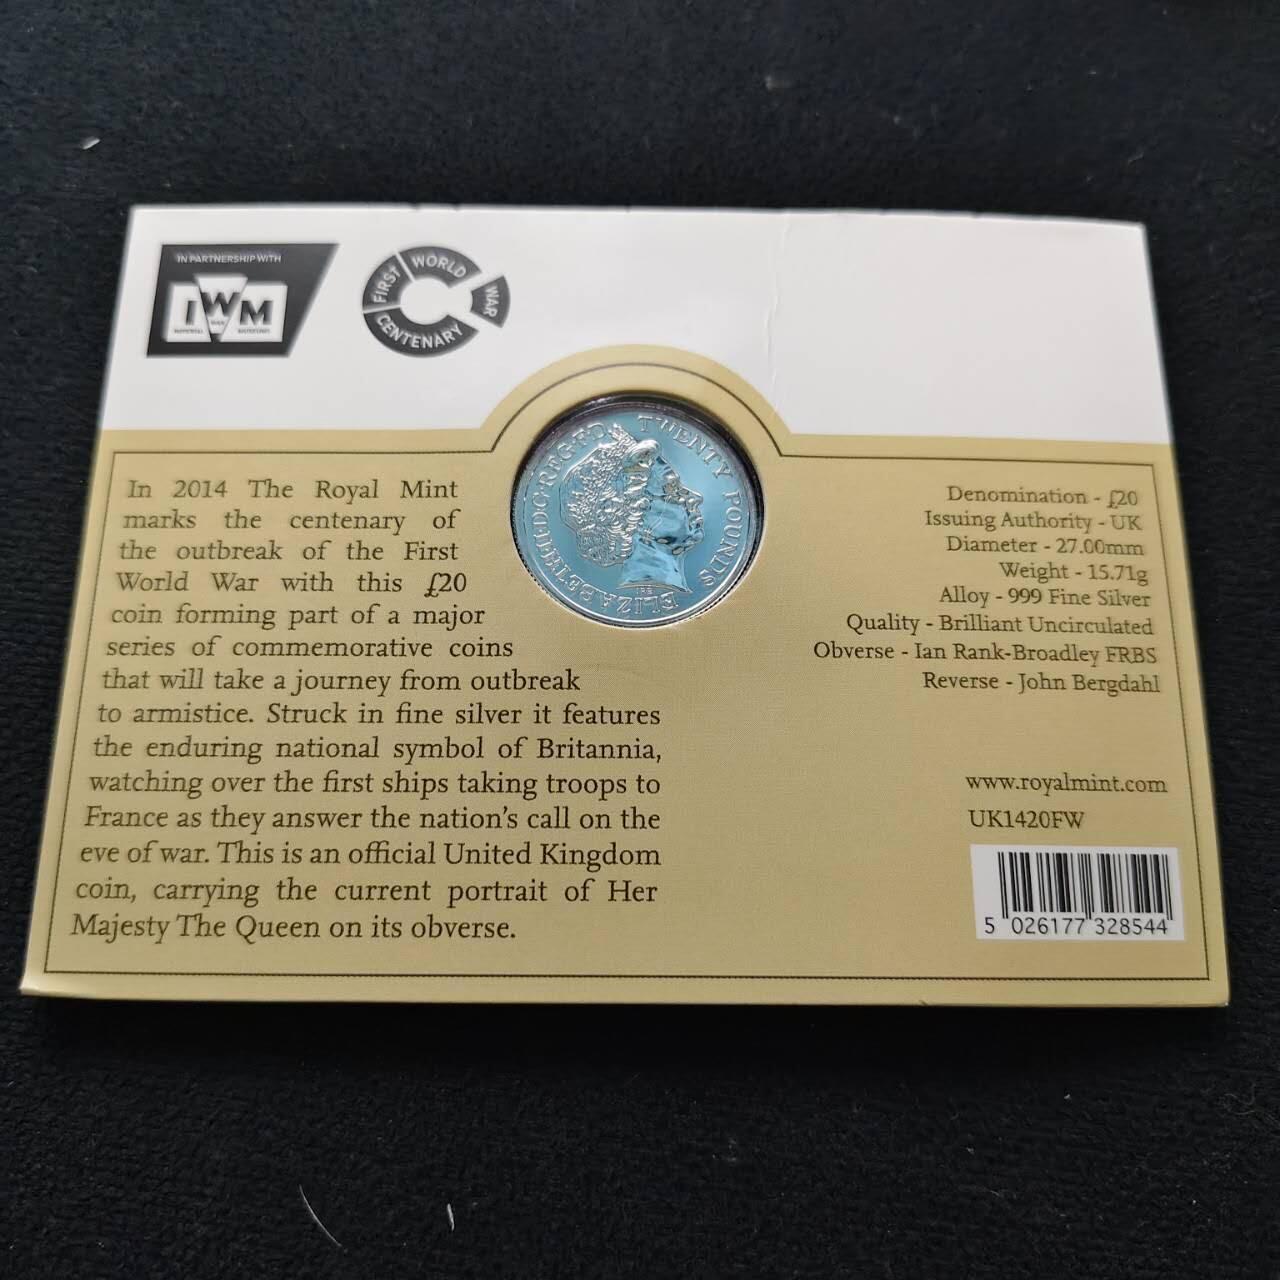 IN PARTNERSHIP WITH
IWM
IMPERIAL WAR MUSEUMS
FIRST WORLD WAR CENTENARY
ELIZABETH·II·D·G·REG·F·D· TWENTY POUNDS
IRB
In 2014 The Royal Mint
marks the centenary of
the outbreak of the First
World War with this £20
coin forming part of a major
series of commemorative coins
that will take a journey from outbreak
to armistice. Struck in fine silver it features
the enduring national symbol of Britannia,
watching over the first ships taking troops to
France as they answer the nation's call on the
eve of war. This is an official United Kingdom
coin, carrying the current portrait of Her
Majesty The Queen on its obverse.
Denomination - £20
Issuing Authority - UK
Diameter - 27.00mm
Weight - 15.71g
Alloy - 999 Fine Silver
Quality - Brilliant Uncirculated
Obverse - Ian Rank-Broadley FRBS
Reverse - John Bergdahl
www.royalmint.com
UK1420FW
5 026177 328544